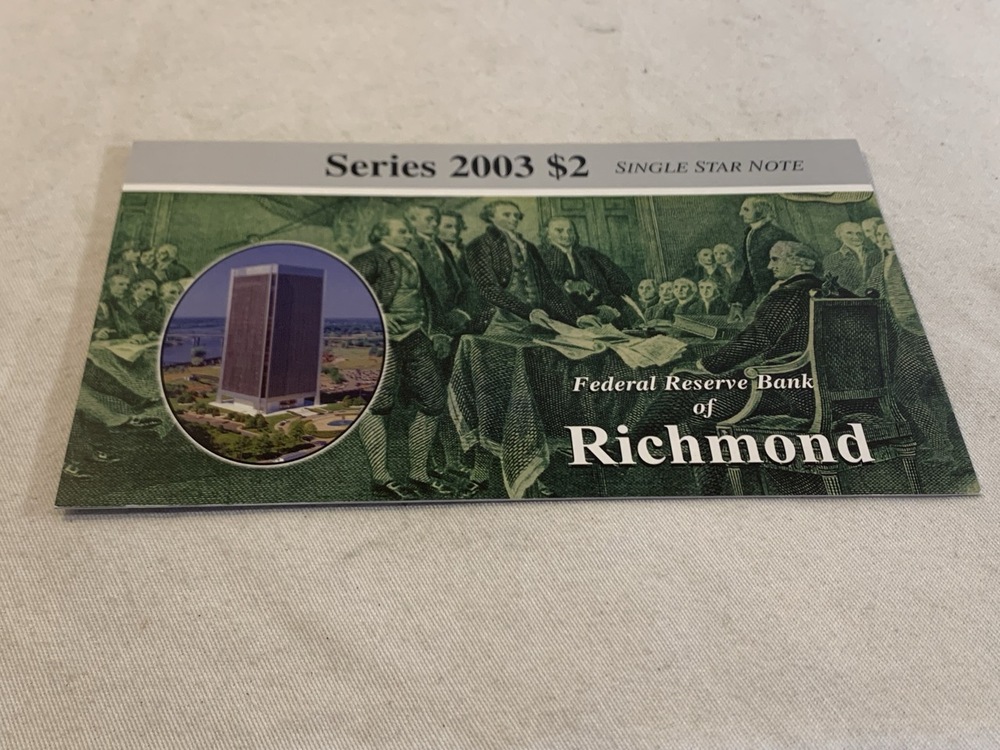 Series 2003 $2 SINGLE STAR NOTE
Federal Reserve Bank
of
Richmond